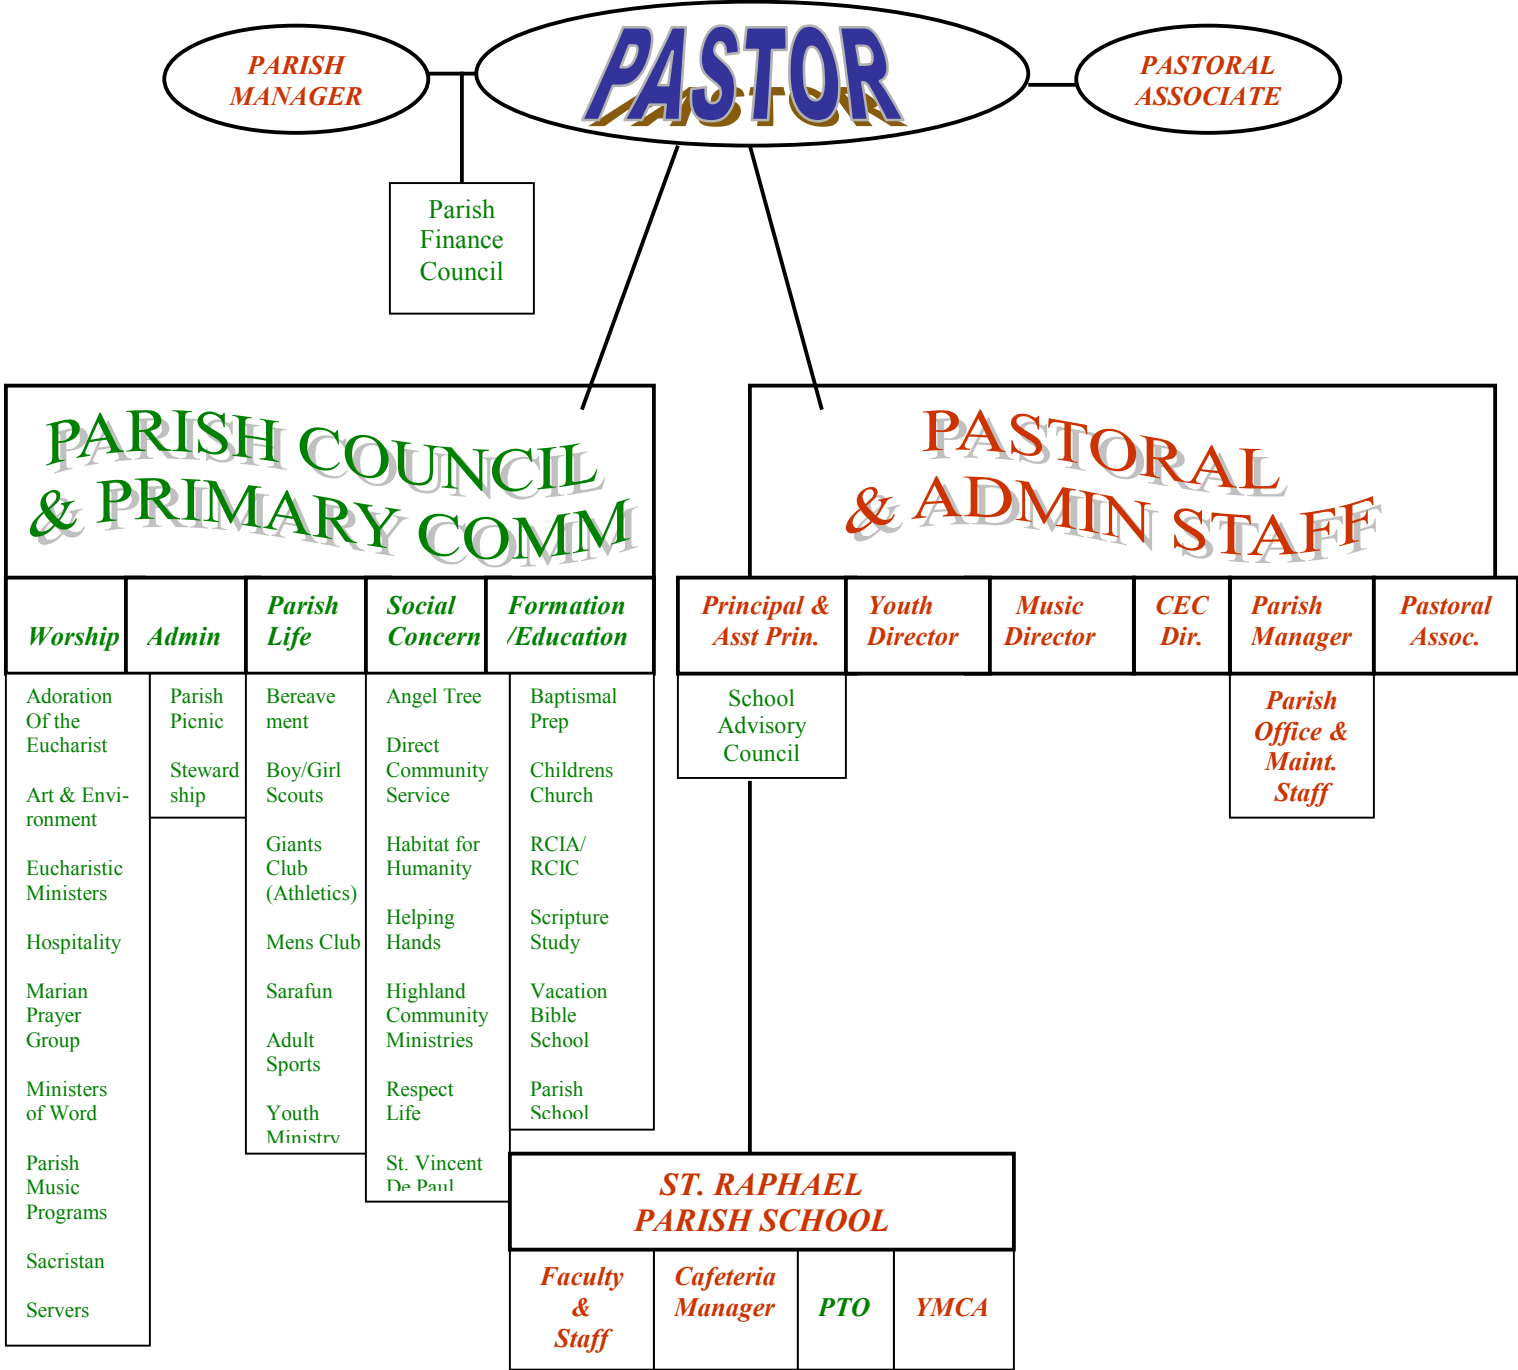 PARISH
MANAGER
PASTOR
PASTORAL
ASSOCIATE
Parish
Finance
Council
PARISH COUNCIL
& PRIMARY COMM
PASTORAL
& ADMIN STAFF
Worship
Admin
Parish
Life
Social
Concern
Formation
/Education
Principal &
Asst Prin.
Youth
Director
Music
Director
CEC
Dir.
Parish
Manager
Pastoral
Assoc.
Adoration
Of the
Eucharist
Art & Envi-
ronment
Eucharistic
Ministers
Hospitality
Marian
Prayer
Group
Ministers
of Word
Parish
Music
Programs
Sacristan
Servers
Parish
Picnic
Steward
ship
Bereave
ment
Boy/Girl
Scouts
Giants
Club
(Athletics)
Mens Club
Sarafun
Adult
Sports
Youth
Ministry
Angel Tree
Direct
Community
Service
Habitat for
Humanity
Helping
Hands
Highland
Community
Ministries
Respect
Life
St. Vincent
De Paul
Baptismal
Prep
Childrens
Church
RCIA/
RCIC
Scripture
Study
Vacation
Bible
School
Parish
School
School
Advisory
Council
Parish
Office &
Maint.
Staff
ST. RAPHAEL
PARISH SCHOOL
Faculty
&
Staff
Cafeteria
Manager
PTO
YMCA